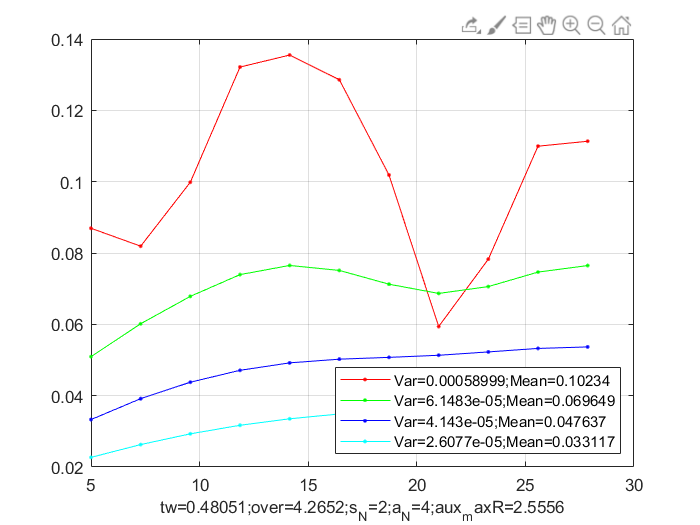 0.14
0.12
0.1
0.08
0.06
0.04
0.02
Var=0.00058999;Mean=0.10234
Var=6.1483e-05;Mean=0.069649
Var=4.143e-05;Mean=0.047637
Var=2.6077e-05;Mean=0.033117
5 10 15 20 25 30
tw=0.48051;over=4.2652;s_N=2;a_N=4;aux_maxR=2.5556